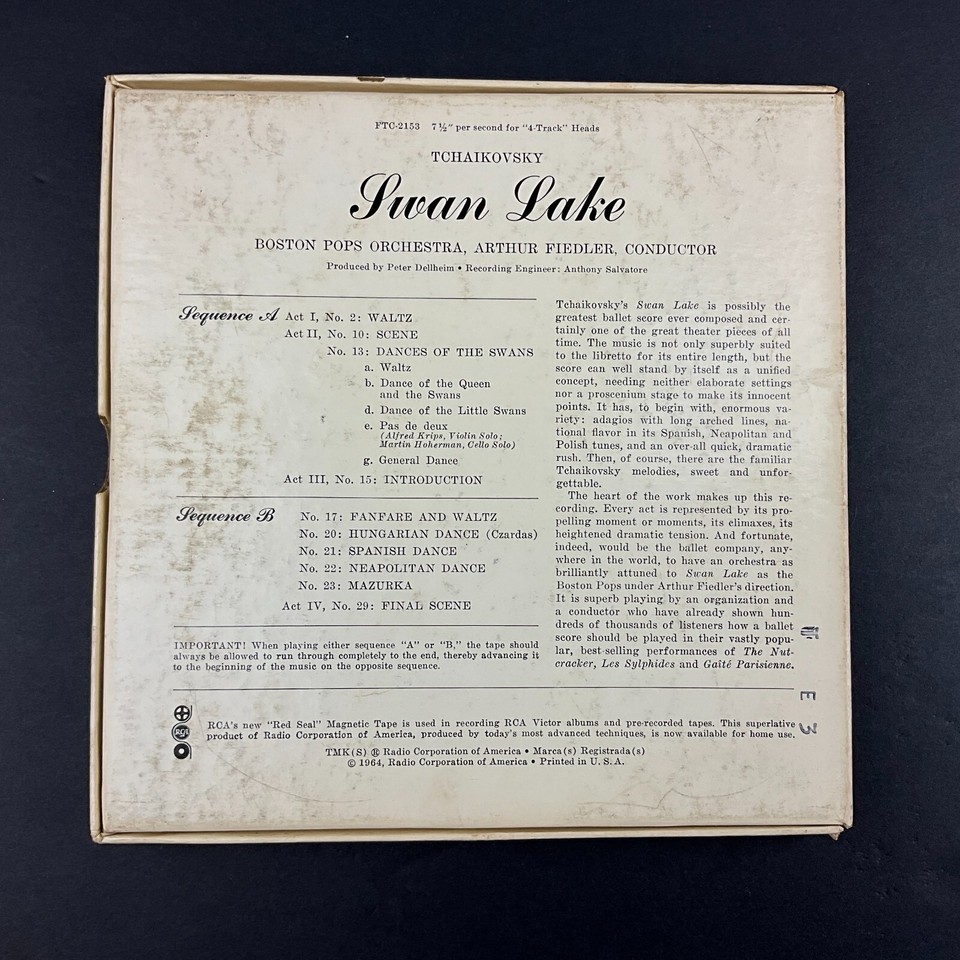 FTC-2153 7½" per second for "4-Track" Heads
TCHAIKOVSKY
Swan Lake
BOSTON POPS ORCHESTRA, ARTHUR FIEDLER, CONDUCTOR
Produced by Peter Dellheim • Recording Engineer: Anthony Salvatore
Sequence A Act I, No. 2: WALTZ
Act II, No. 10: SCENE
No. 13: DANCES OF THE SWANS
a. Waltz
b. Dance of the Queen
and the Swans
d. Dance of the Little Swans
e. Pas de deux
(Alfred Krips, Violin Solo;
Martin Hoherman, Cello Solo)
g. General Dance
Act III, No. 15: INTRODUCTION
Sequence B No. 17: FANFARE AND WALTZ
No. 20: HUNGARIAN DANCE (Czardas)
No. 21: SPANISH DANCE
No. 22: NEAPOLITAN DANCE
No. 23: MAZURKA
Act IV, No. 29: FINAL SCENE
IMPORTANT! When playing either sequence "A" or "B," the tape should
always be allowed to run through completely to the end, thereby advancing it
to the beginning of the music on the opposite sequence.
Tchaikovsky's Swan Lake is possibly the
greatest ballet score ever composed and cer-
tainly one of the great theater pieces of all
time. The music is not only superbly suited
to the libretto for its entire length, but the
score can well stand by itself as a unified
concept, needing neither elaborate settings
nor a proscenium stage to make its innocent
points. It has, to begin with, enormous va-
riety: adagios with long arched lines, na-
tional flavor in its Spanish, Neapolitan and
Polish tunes, and an over-all quick, dramatic
rush. Then, of course, there are the familiar
Tchaikovsky melodies, sweet and unfor-
gettable.
The heart of the work makes up this re-
cording. Every act is represented by its pro-
pelling moment or moments, its climaxes, its
heightened dramatic tension. And fortunate,
indeed, would be the ballet company, any-
where in the world, to have an orchestra as
brilliantly attuned to Swan Lake as the
Boston Pops under Arthur Fiedler's direction.
It is superb playing by an organization and
a conductor who have already shown hun-
dreds of thousands of listeners how a ballet
score should be played in their vastly popu-
lar, best-selling performances of The Nut-
cracker, Les Sylphides and Gaîté Parisienne.
E 3
RCA
RCA's new "Red Seal" Magnetic Tape is used in recording RCA Victor albums and pre-recorded tapes. This superlative
product of Radio Corporation of America, produced by today's most advanced techniques, is now available for home use.
TMK(S) ® Radio Corporation of America • Marca(s) Registrada(s)
© 1964, Radio Corporation of America • Printed in U. S. A.